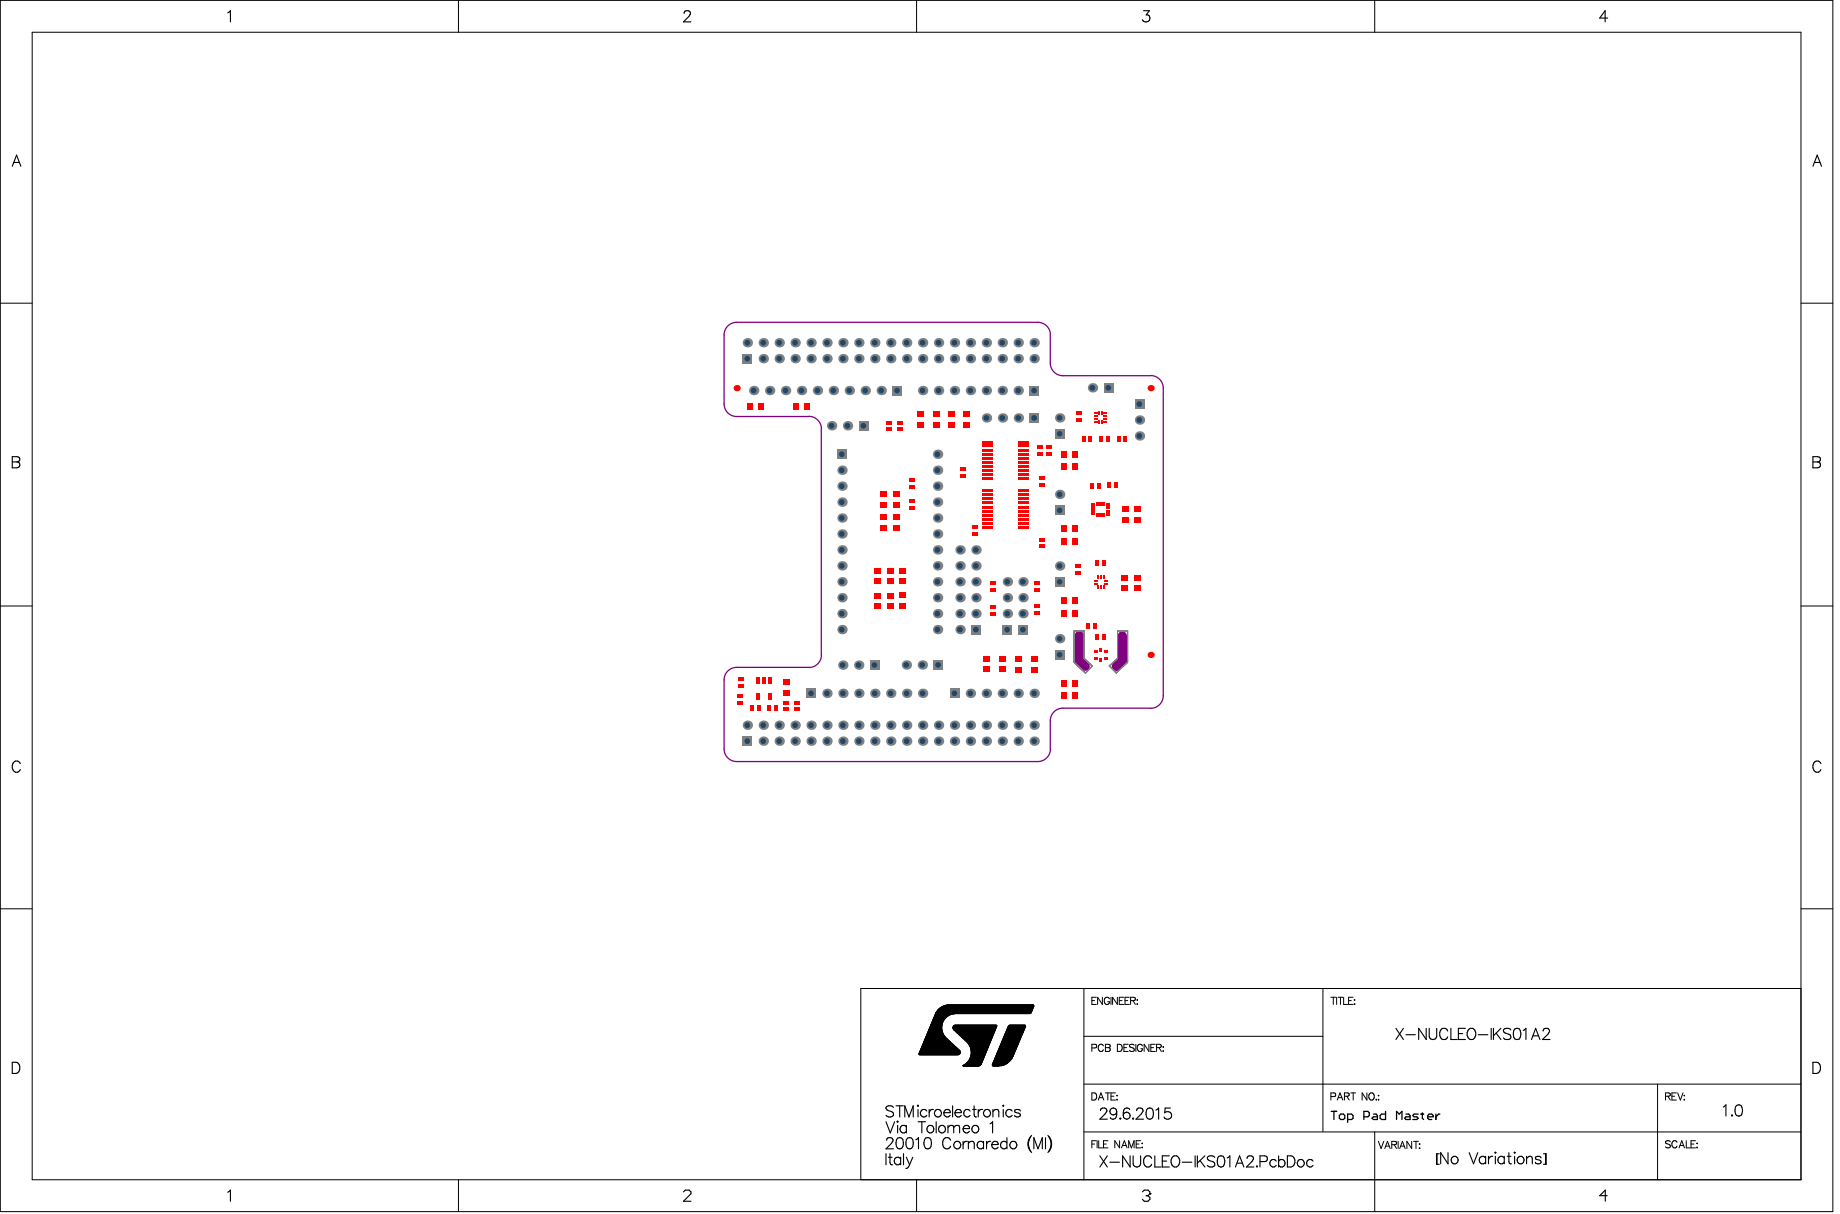 1 2 3 4
A A
B B
C C
D D
ST
STMicroelectronics
Via Tolomeo 1
20010 Cornaredo (MI)
Italy
ENGINEER:
PCB DESIGNER:
TITLE:
X-NUCLEO-IKS01A2
DATE:
29.6.2015
PART NO.:
Top Pad Master
REV:
1.0
FILE NAME:
X-NUCLEO-IKS01A2.PcbDoc
VARIANT:
[No Variations]
SCALE:
1 2 3 4